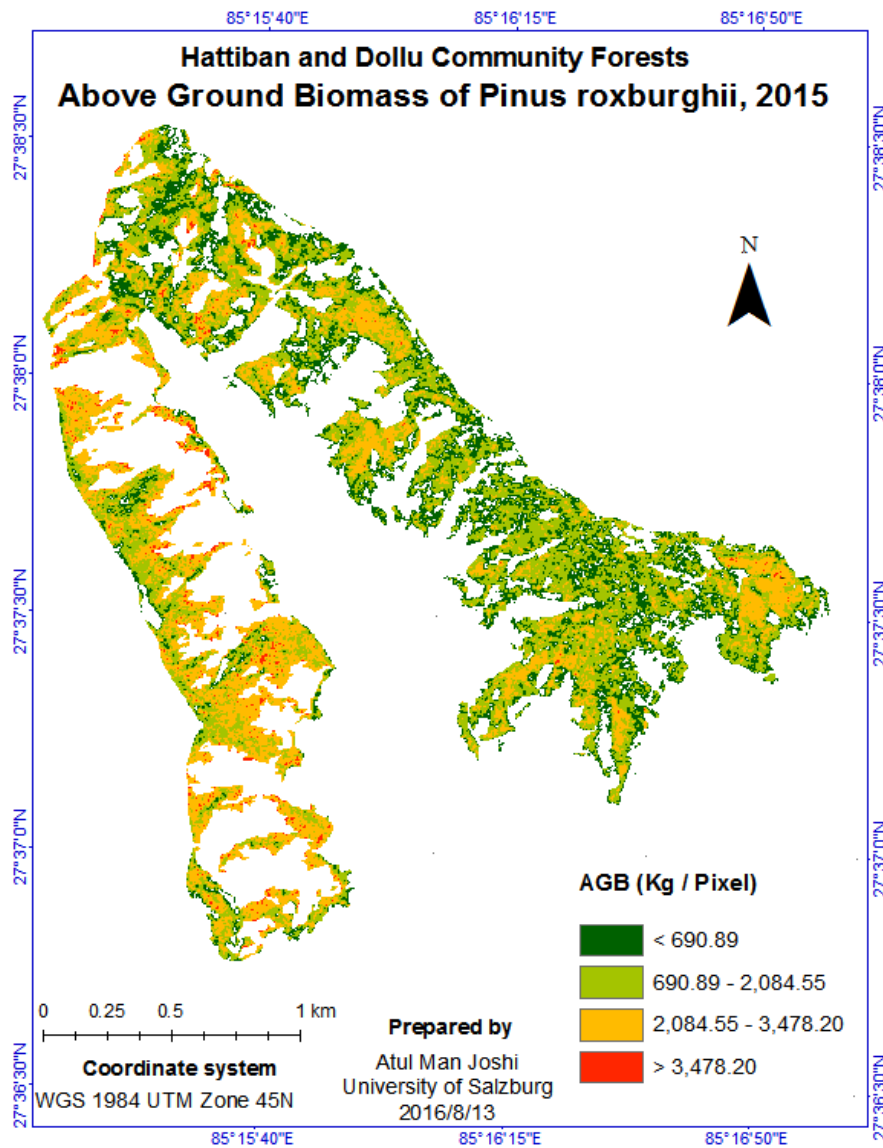 85°15'40"E 85°16'15"E 85°16'50"E
Hattiban and Dollu Community Forests
Above Ground Biomass of Pinus roxburghii, 2015
27°38'30"N 27°38'30"N
N
27°38'0"N 27°38'0"N
27°37'30"N 27°37'30"N
27°37'0"N 27°37'0"N
AGB (Kg / Pixel)
< 690.89
690.89 - 2,084.55
2,084.55 - 3,478.20
> 3,478.20
0 0.25 0.5 1 km
Coordinate system
WGS 1984 UTM Zone 45N
Prepared by
Atul Man Joshi
University of Salzburg
2016/8/13
27°36'30"N 27°36'30"N
85°15'40"E 85°16'15"E 85°16'50"E